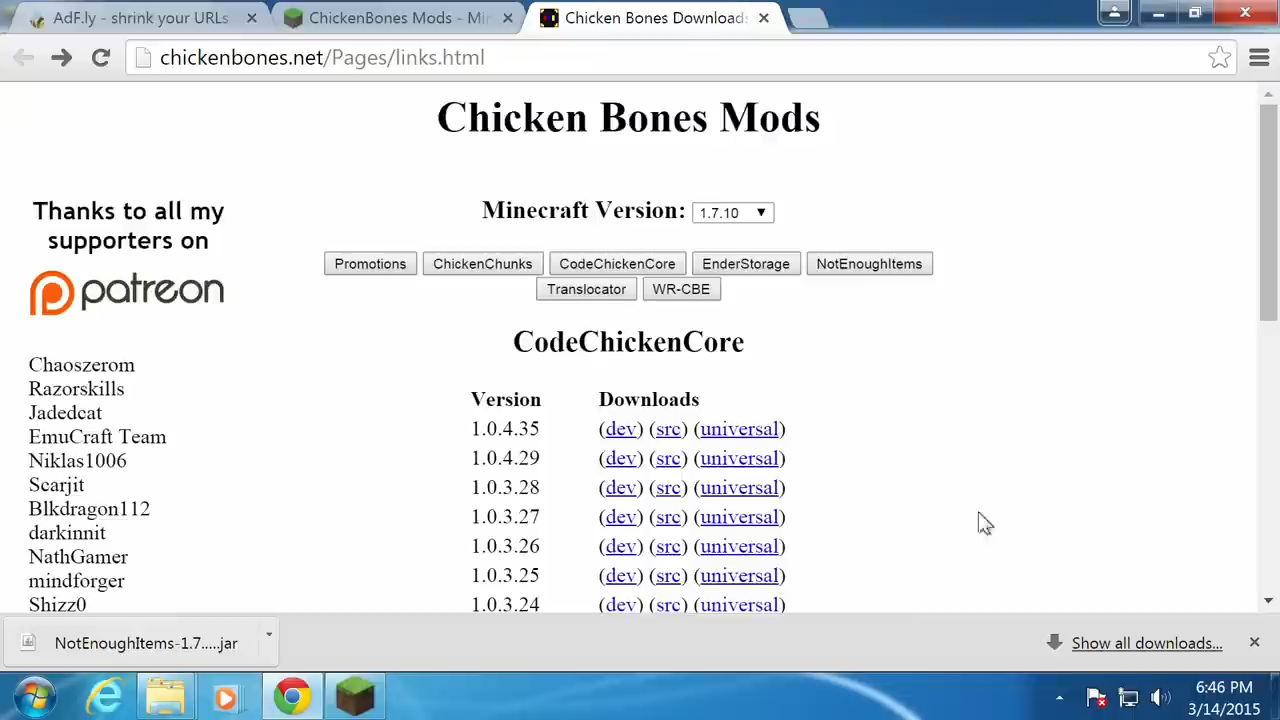 AdF.ly - shrink your URLs
ChickenBones Mods - Min
Chicken Bones Downloads
chickenbones.net/Pages/links.html
Chicken Bones Mods
Thanks to all my
supporters on
patreon
Minecraft Version: 1.7.10
Promotions ChickenChunks CodeChickenCore EnderStorage NotEnoughItems
Translocator WR-CBE
CodeChickenCore
Version Downloads
1.0.4.35 (dev) (src) (universal)
1.0.4.29 (dev) (src) (universal)
1.0.3.28 (dev) (src) (universal)
1.0.3.27 (dev) (src) (universal)
1.0.3.26 (dev) (src) (universal)
1.0.3.25 (dev) (src) (universal)
1.0.3.24 (dev) (src) (universal)
Chaoszerom
Razorskills
Jadedcat
EmuCraft Team
Niklas1006
Scarjit
Blkdragon112
darkinnit
NathGamer
mindforger
Shizz0
NotEnoughItems-1.7.....jar
Show all downloads...
6:46 PM
3/14/2015